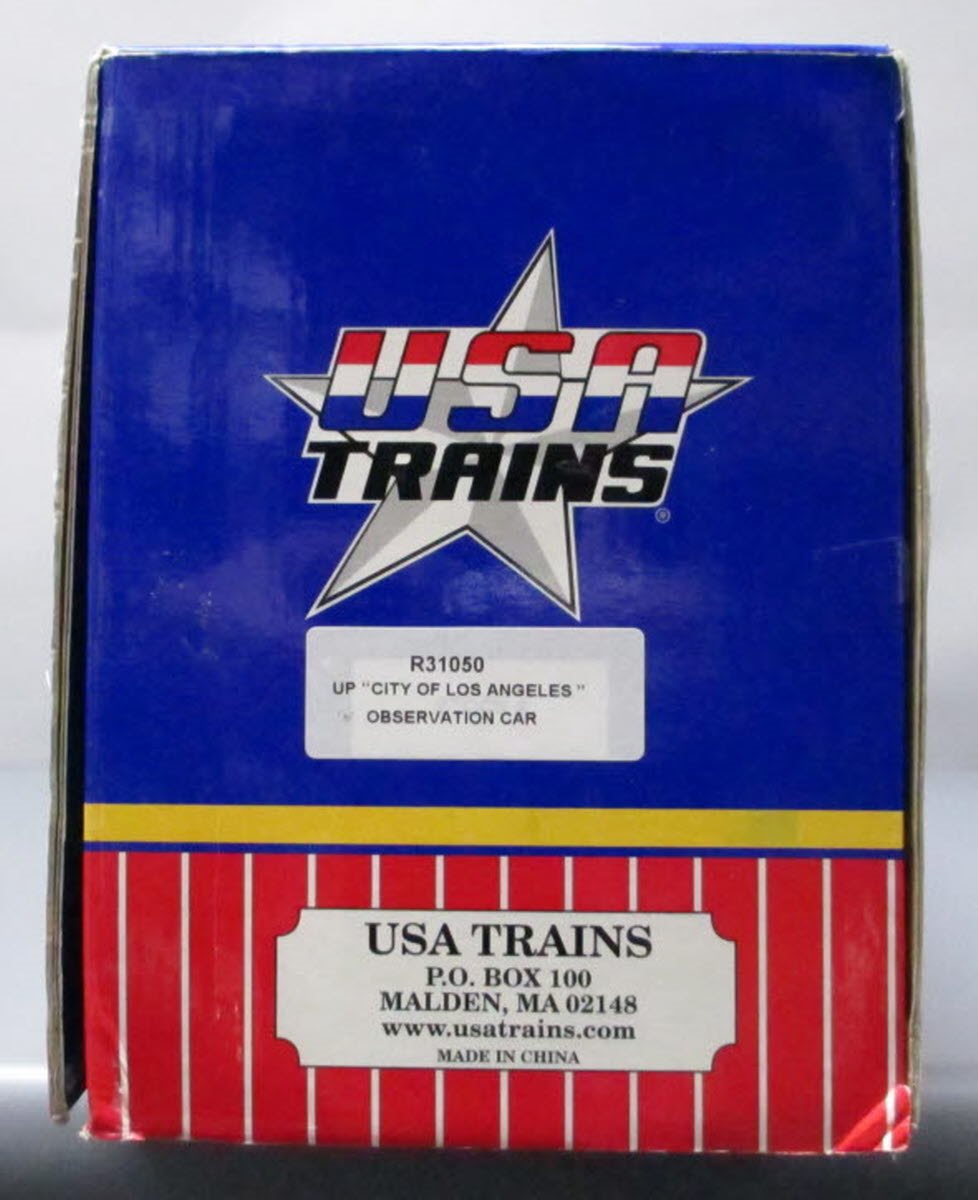 USA
TRAINS
®
R31050
UP "CITY OF LOS ANGELES"
OBSERVATION CAR
USA TRAINS
P.O. BOX 100
MALDEN, MA 02148
www.usatrains.com
MADE IN CHINA